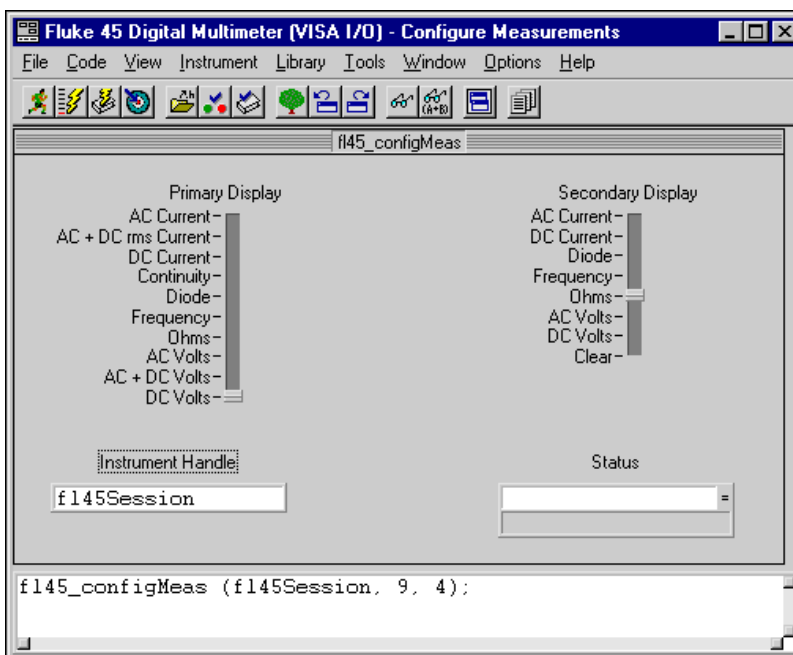 Fluke 45 Digital Multimeter (VISA I/O) - Configure Measurements
File Code View Instrument Library Tools Window Options Help
(A+B)
fl45_configMeas
Primary Display
AC Current
AC + DC rms Current
DC Current
Continuity
Diode
Frequency
Ohms
AC Volts
AC + DC Volts
DC Volts
Secondary Display
AC Current
DC Current
Diode
Frequency
Ohms
AC Volts
DC Volts
Clear
Instrument Handle
fl45Session
Status
=
fl45_configMeas (fl45Session, 9, 4);